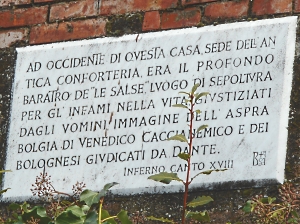 AD OCCIDENTE DI QVESTA CASA, SEDE DELL'AN
TICA CONFORTERIA, ERA IL PROFONDO
BARATRO DE "LE SALSE", LVOGO DI SEPOLTVRA
PER GL'INFAMI NELLA VITA, GIVSTIZIATI
DAGLI VOMINI, IMMAGINE DELL'ASPRA
BOLGIA DI VENEDICO CACCIANEMICO E DEI
BOLOGNESI GIVDICATI DA DANTE.
INFERNO CANTO XVIII